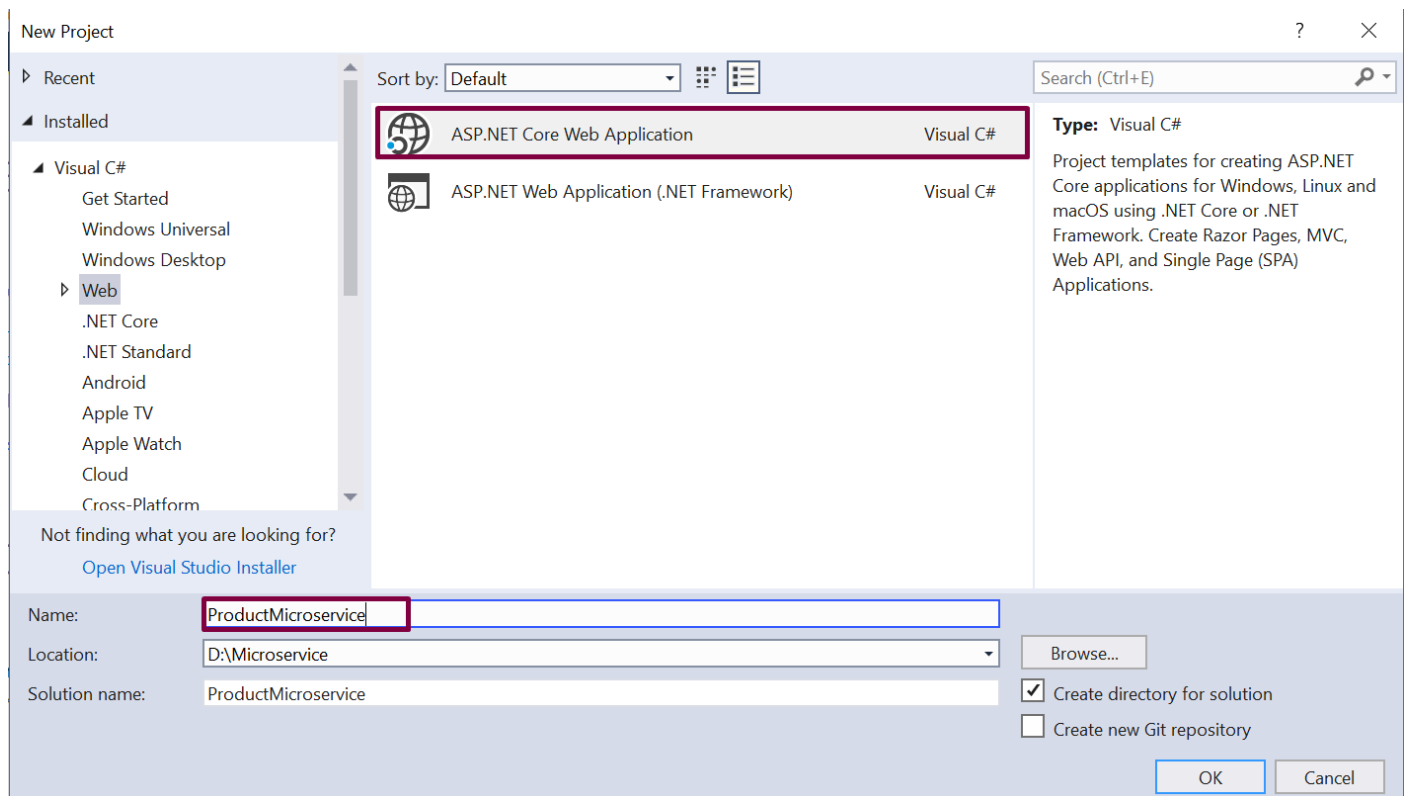 New Project
?
Recent
Installed
Visual C#
Get Started
Windows Universal
Windows Desktop
Web
.NET Core
.NET Standard
Android
Apple TV
Apple Watch
Cloud
Cross-Platform
Not finding what you are looking for?
Open Visual Studio Installer
Sort by: Default
ASP.NET Core Web Application Visual C#
ASP.NET Web Application (.NET Framework) Visual C#
Search (Ctrl+E)
Type: Visual C#
Project templates for creating ASP.NET
Core applications for Windows, Linux and
macOS using .NET Core or .NET
Framework. Create Razor Pages, MVC,
Web API, and Single Page (SPA)
Applications.
Name: ProductMicroservice
Location: D:\Microservice
Browse...
Solution name: ProductMicroservice
Create directory for solution
Create new Git repository
OK
Cancel